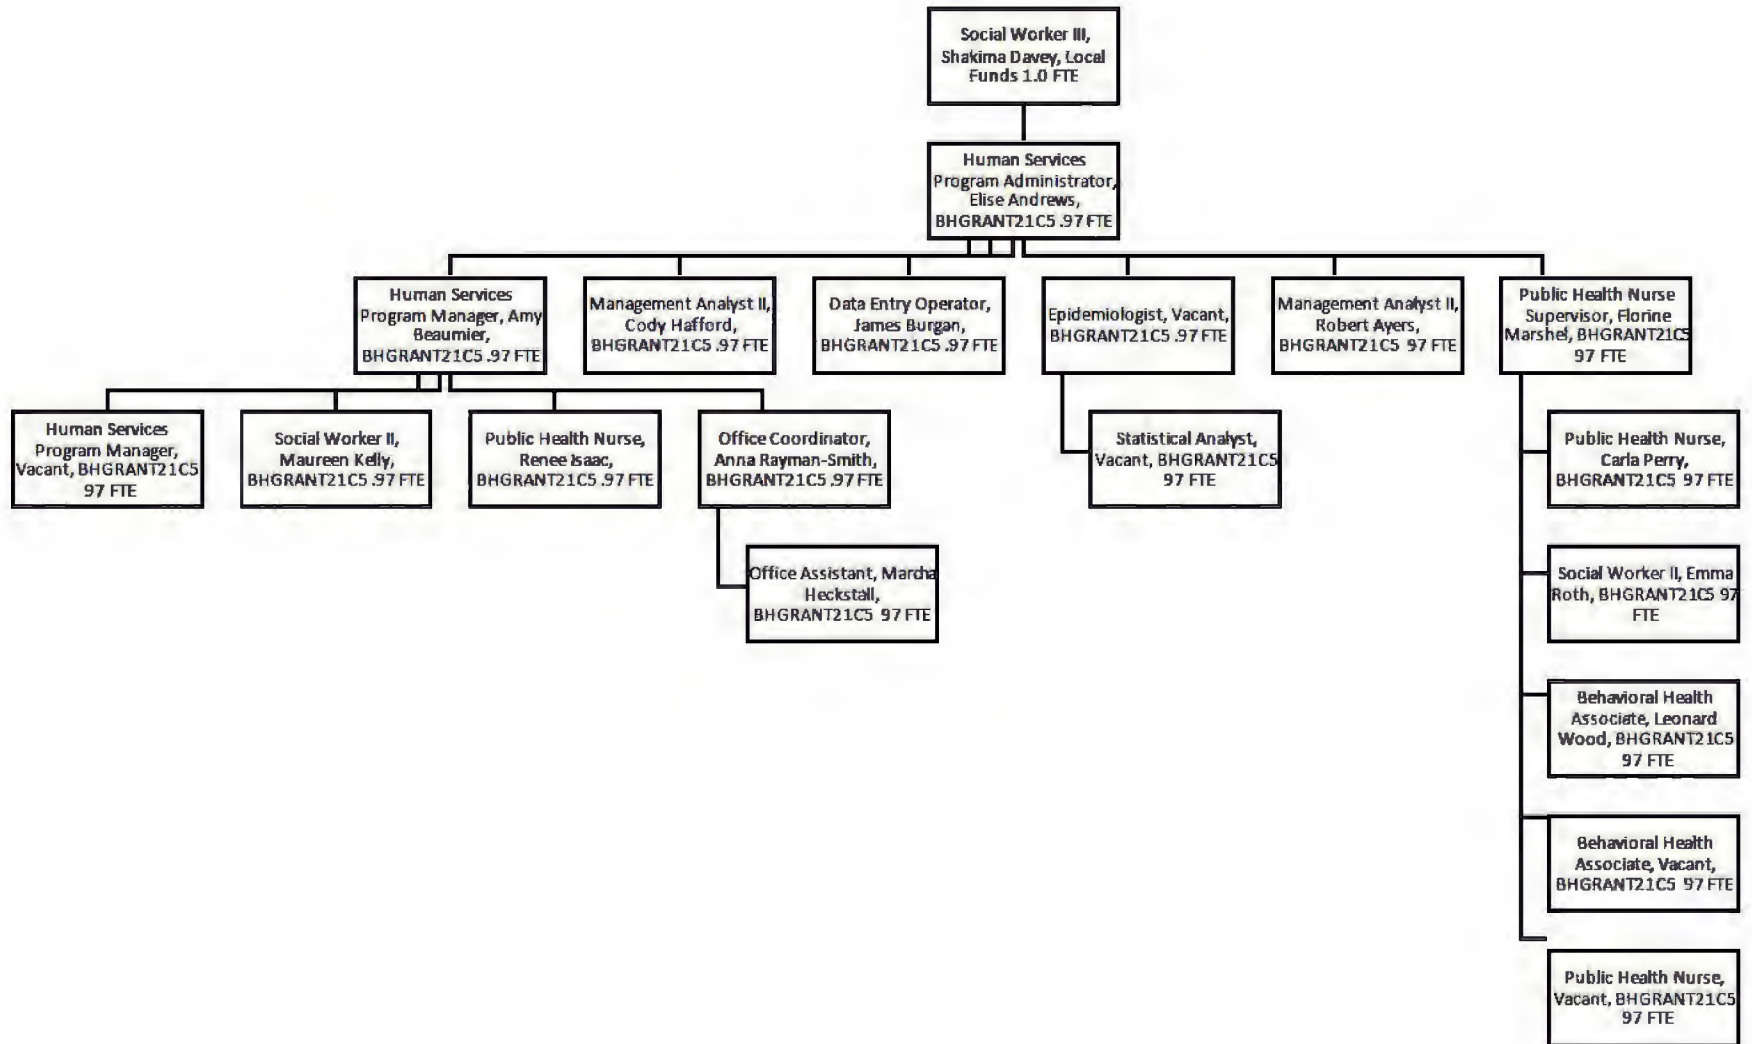 Social Worker III,
Shakima Davey, Local
Funds 1.0 FTE
Human Services
Program Administrator,
Elise Andrews,
BHGRANT21C5 .97 FTE
Human Services
Program Manager, Amy
Beaumier,
BHGRANT21C5 .97 FTE
Management Analyst II,
Cody Hafford,
BHGRANT21C5 .97 FTE
Data Entry Operator,
James Burgan,
BHGRANT21C5 .97 FTE
Epidemiologist, Vacant,
BHGRANT21C5 .97 FTE
Management Analyst II,
Robert Ayers,
BHGRANT21C5 97 FTE
Public Health Nurse
Supervisor, Florine
Marshel, BHGRANT21C5
97 FTE
Human Services
Program Manager,
Vacant, BHGRANT21C5
97 FTE
Social Worker II,
Maureen Kelly,
BHGRANT21C5 .97 FTE
Public Health Nurse,
Renee Isaac,
BHGRANT21C5 .97 FTE
Office Coordinator,
Anna Rayman-Smith,
BHGRANT21C5 .97 FTE
Statistical Analyst,
Vacant, BHGRANT21C5
97 FTE
Public Health Nurse,
Carla Perry,
BHGRANT21C5 97 FTE
Office Assistant, Marcha
Heckstall,
BHGRANT21C5 97 FTE
Social Worker II, Emma
Roth, BHGRANT21C5 97
FTE
Behavioral Health
Associate, Leonard
Wood, BHGRANT21C5
97 FTE
Behavioral Health
Associate, Vacant,
BHGRANT21C5 97 FTE
Public Health Nurse,
Vacant, BHGRANT21C5
97 FTE